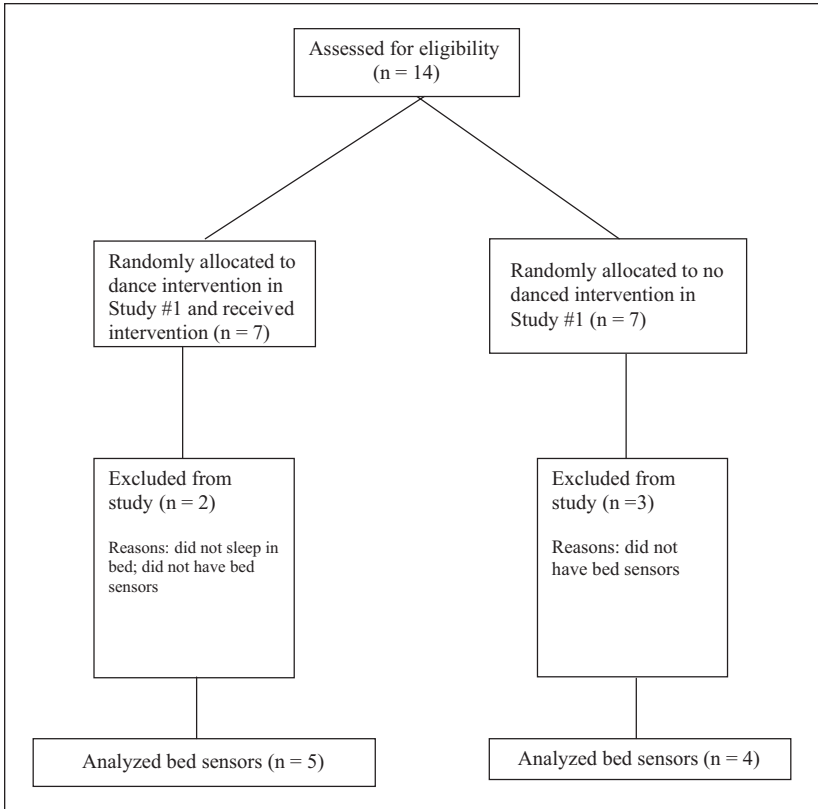 Assessed for eligibility
(n = 14)
Randomly allocated to
dance intervention in
Study #1 and received
intervention (n = 7)
Randomly allocated to no
danced intervention in
Study #1 (n = 7)
Excluded from
study (n = 2)
Reasons: did not sleep in
bed; did not have bed
sensors
Excluded from
study (n =3)
Reasons: did not
have bed sensors
Analyzed bed sensors (n = 5)
Analyzed bed sensors (n = 4)